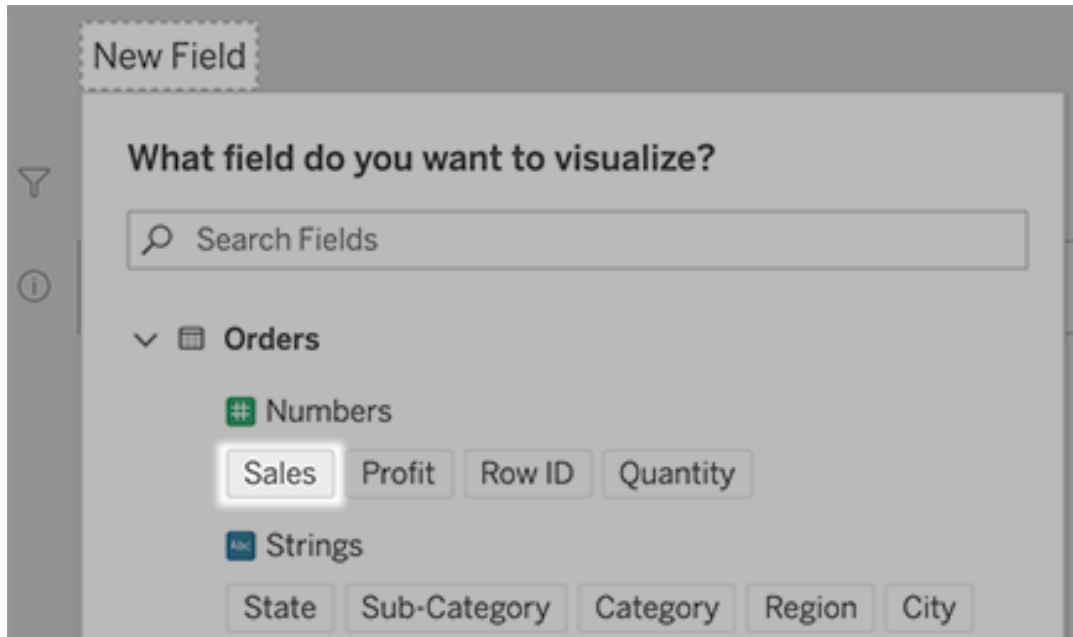 New Field
What field do you want to visualize?
Search Fields
Orders
# Numbers
Sales Profit Row ID Quantity
Abc Strings
State Sub-Category Category Region City